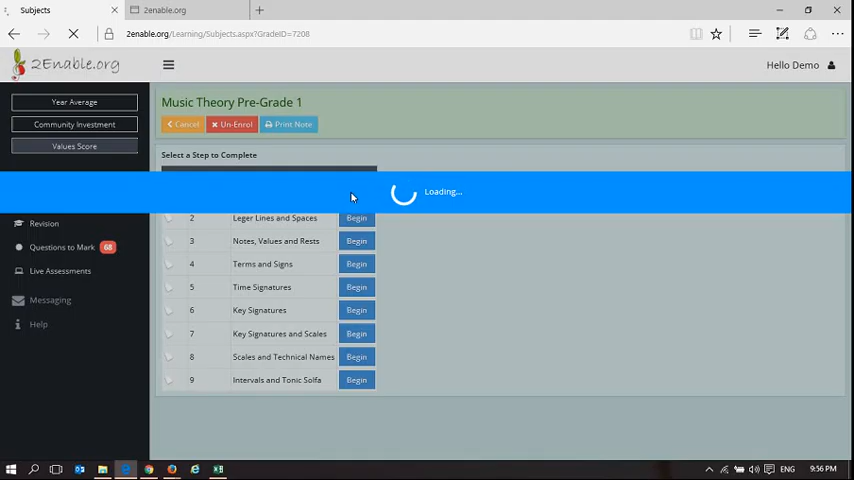 Subjects
2enable.org
2enable.org/Learning/Subjects.aspx?GradeID=7208
2Enable.org
Hello Demo
Year Average
Community Investment
Values Score
Revision
Questions to Mark 68
Live Assessments
Messaging
Help
Music Theory Pre-Grade 1
Cancel
Un-Enrol
Print Note
Select a Step to Complete
Loading...
2 Leger Lines and Spaces Begin
3 Notes, Values and Rests Begin
4 Terms and Signs Begin
5 Time Signatures Begin
6 Key Signatures Begin
7 Key Signatures and Scales Begin
8 Scales and Technical Names Begin
9 Intervals and Tonic Solfa Begin
ENG
9:56 PM